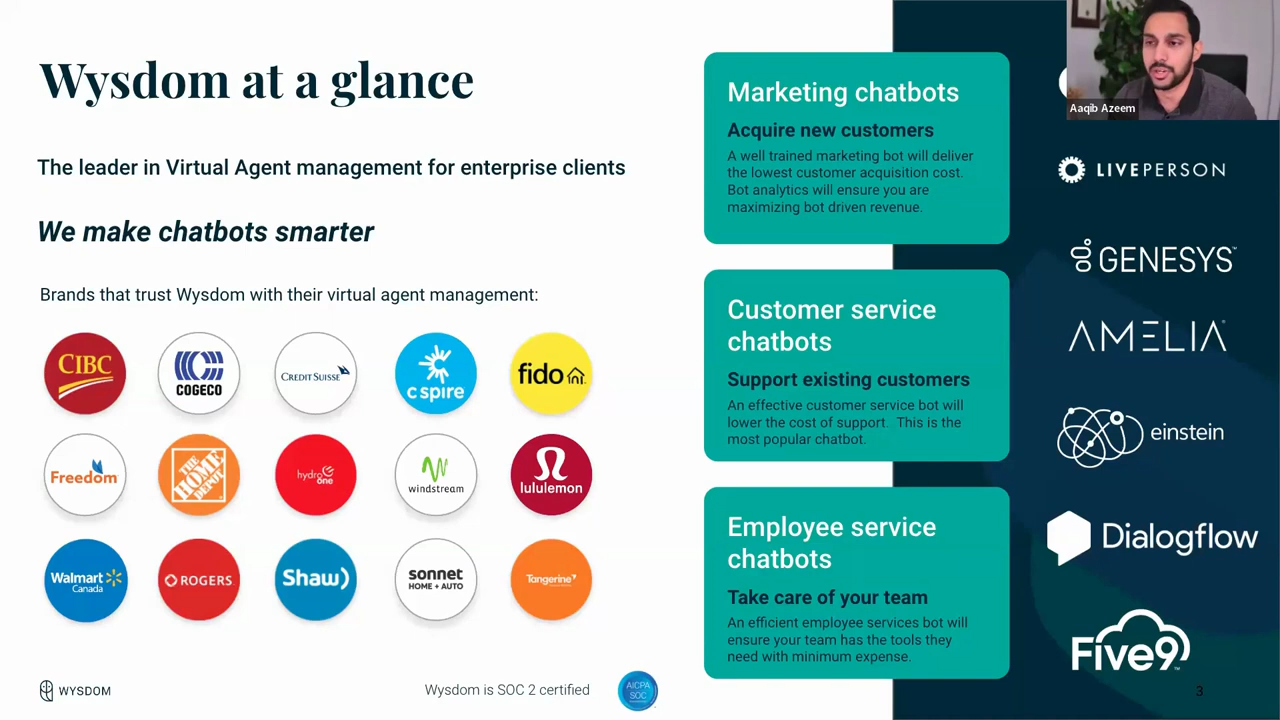 Wysdom at a glance
The leader in Virtual Agent management for enterprise clients
We make chatbots smarter
Brands that trust Wysdom with their virtual agent management:
CIBC
COGECO
CREDIT SUISSE
c spire
fido
Freedom
THE
HOME
DEPOT
hydro
one
windstream
lululemon
Walmart
Canada
ROGERS
Shaw)
sonnet
HOME + AUTO
Tangerine
WYSDOM
Wysdom is SOC 2 certified
AICPA
SOC
Marketing chatbots
Acquire new customers
A well trained marketing bot will deliver
the lowest customer acquisition cost.
Bot analytics will ensure you are
maximizing bot driven revenue.
Customer service
chatbots
Support existing customers
An effective customer service bot will
lower the cost of support. This is the
most popular chatbot.
Employee service
chatbots
Take care of your team
An efficient employee services bot will
ensure your team has the tools they
need with minimum expense.
Aaqib Azeem
LIVEPERSON
GENESYS™
AMELIA
einstein
Dialogflow
Five9™
3